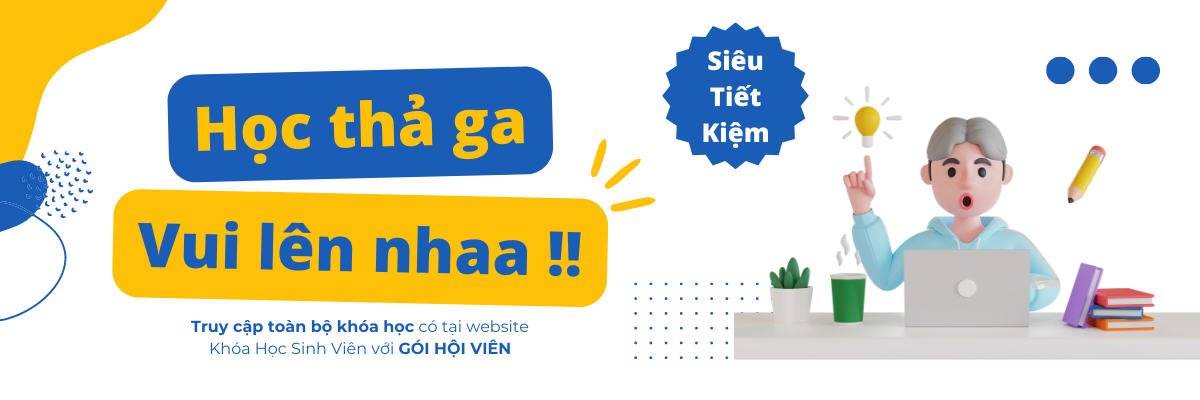 Học thả ga
Vui lên nhaa !!
Truy cập toàn bộ khóa học có tại website
Khóa Học Sinh Viên với GÓI HỘI VIÊN
Siêu
Tiết
Kiệm